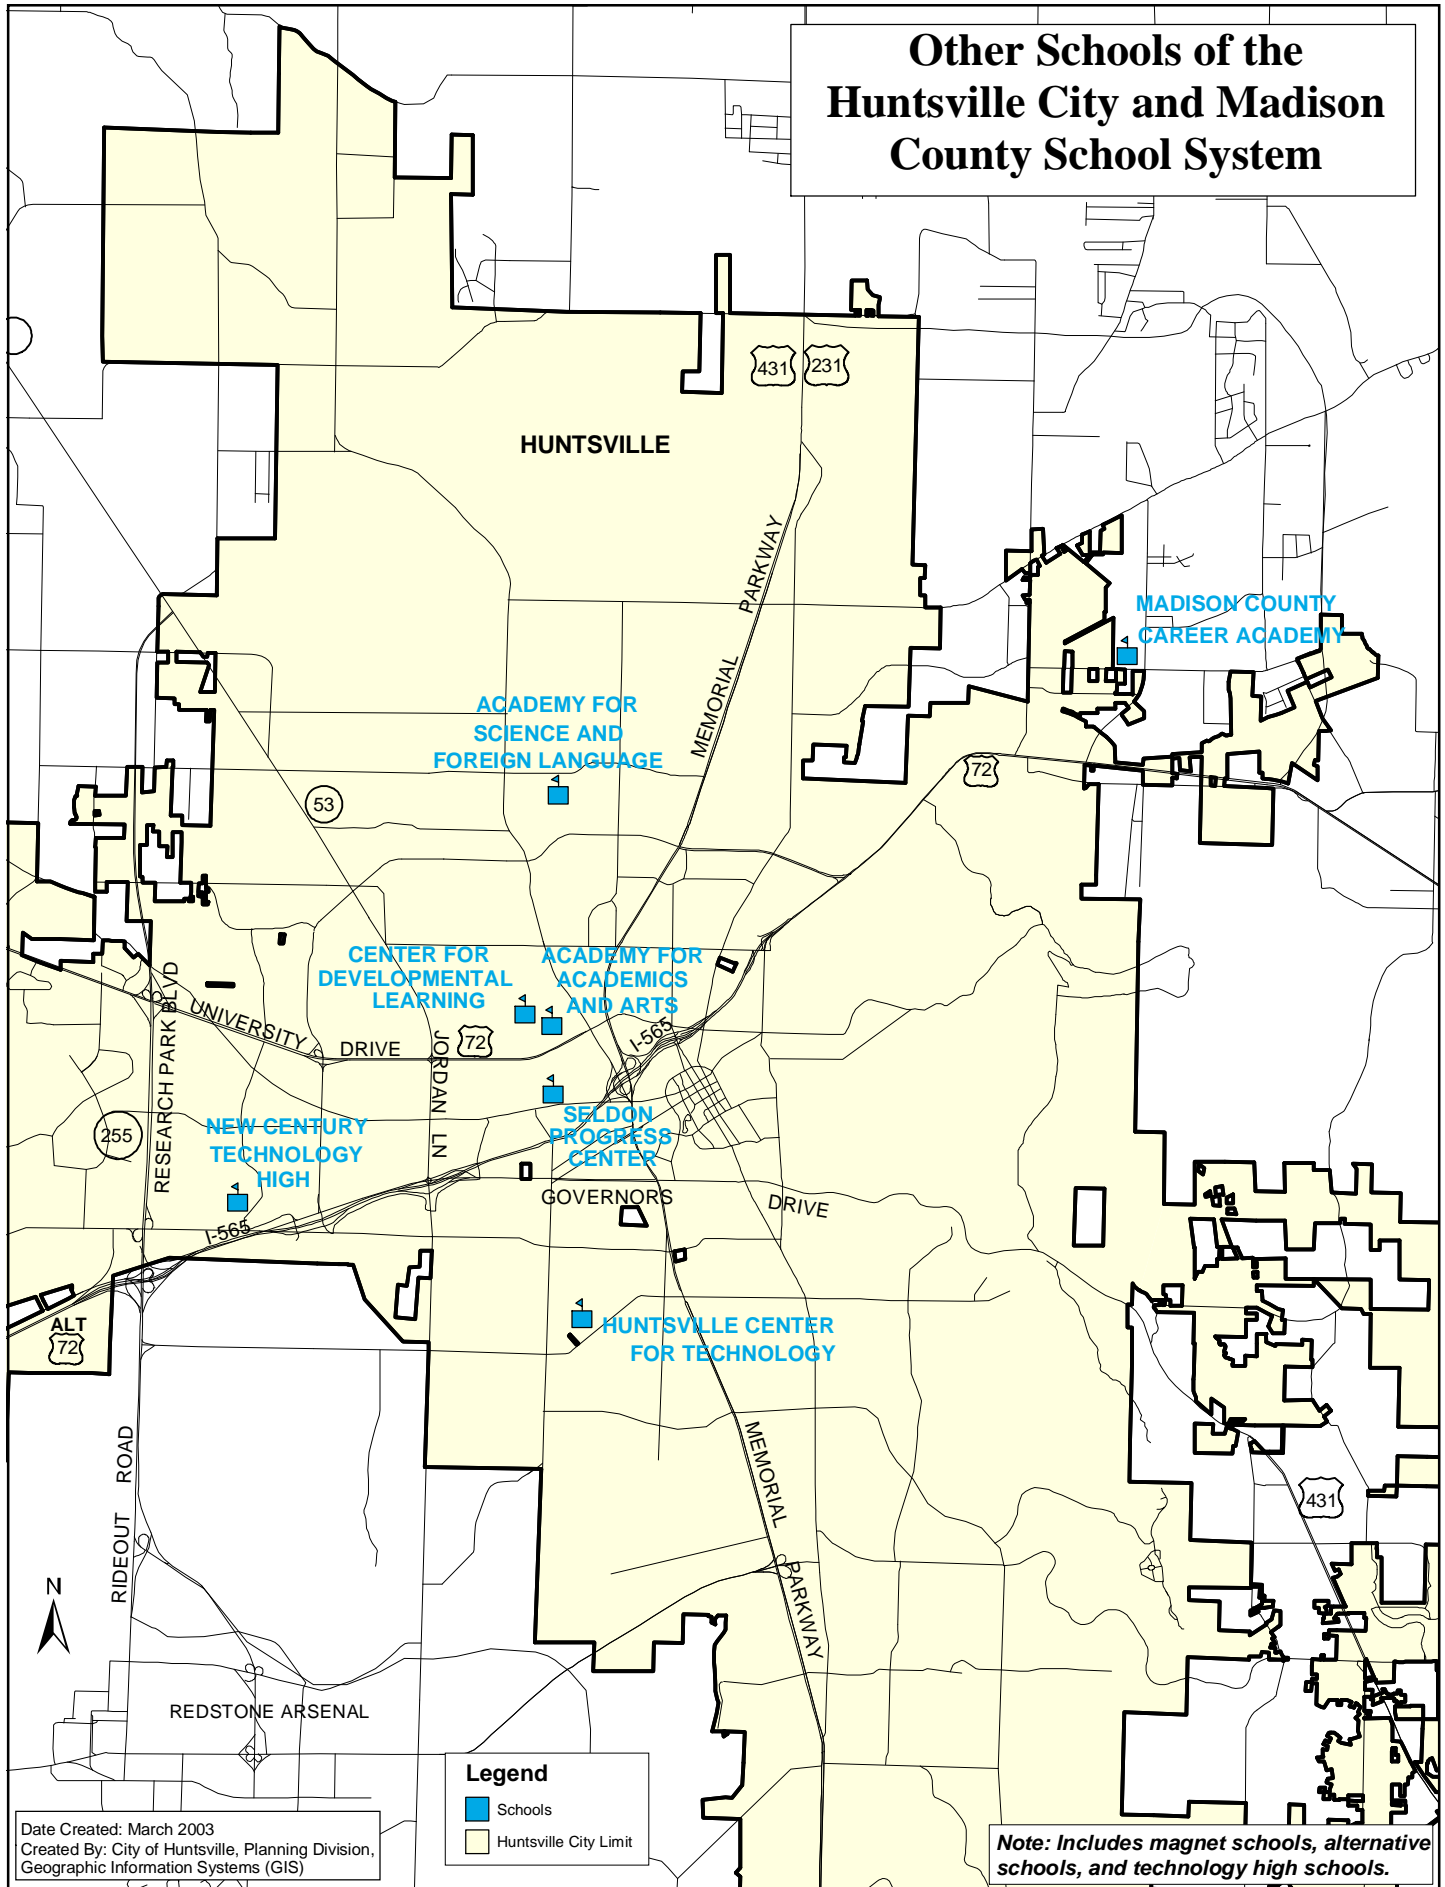 Other Schools of the
Huntsville City and Madison
County School System
431
231
HUNTSVILLE
MEMORIAL PARKWAY
MADISON COUNTY
CAREER ACADEMY
ACADEMY FOR
SCIENCE AND
FOREIGN LANGUAGE
72
53
CENTER FOR
DEVELOPMENTAL
LEARNING
ACADEMY FOR
ACADEMICS
AND ARTS
RESEARCH PARK BLVD
UNIVERSITY DRIVE
72
I-565
JORDAN LN
255
NEW CENTURY
TECHNOLOGY
HIGH
SELDON
PROGRESS
CENTER
GOVERNORS DRIVE
I-565
ALT
72
HUNTSVILLE CENTER
FOR TECHNOLOGY
RIDEOUT ROAD
MEMORIAL PARKWAY
431
N
REDSTONE ARSENAL
Legend
Schools
Huntsville City Limit
Date Created: March 2003
Created By: City of Huntsville, Planning Division,
Geographic Information Systems (GIS)
Note: Includes magnet schools, alternative
schools, and technology high schools.